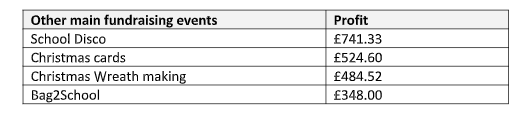 Other main fundraising events Profit
School Disco £741.33
Christmas cards £524.60
Christmas Wreath making £484.52
Bag2School £348.00